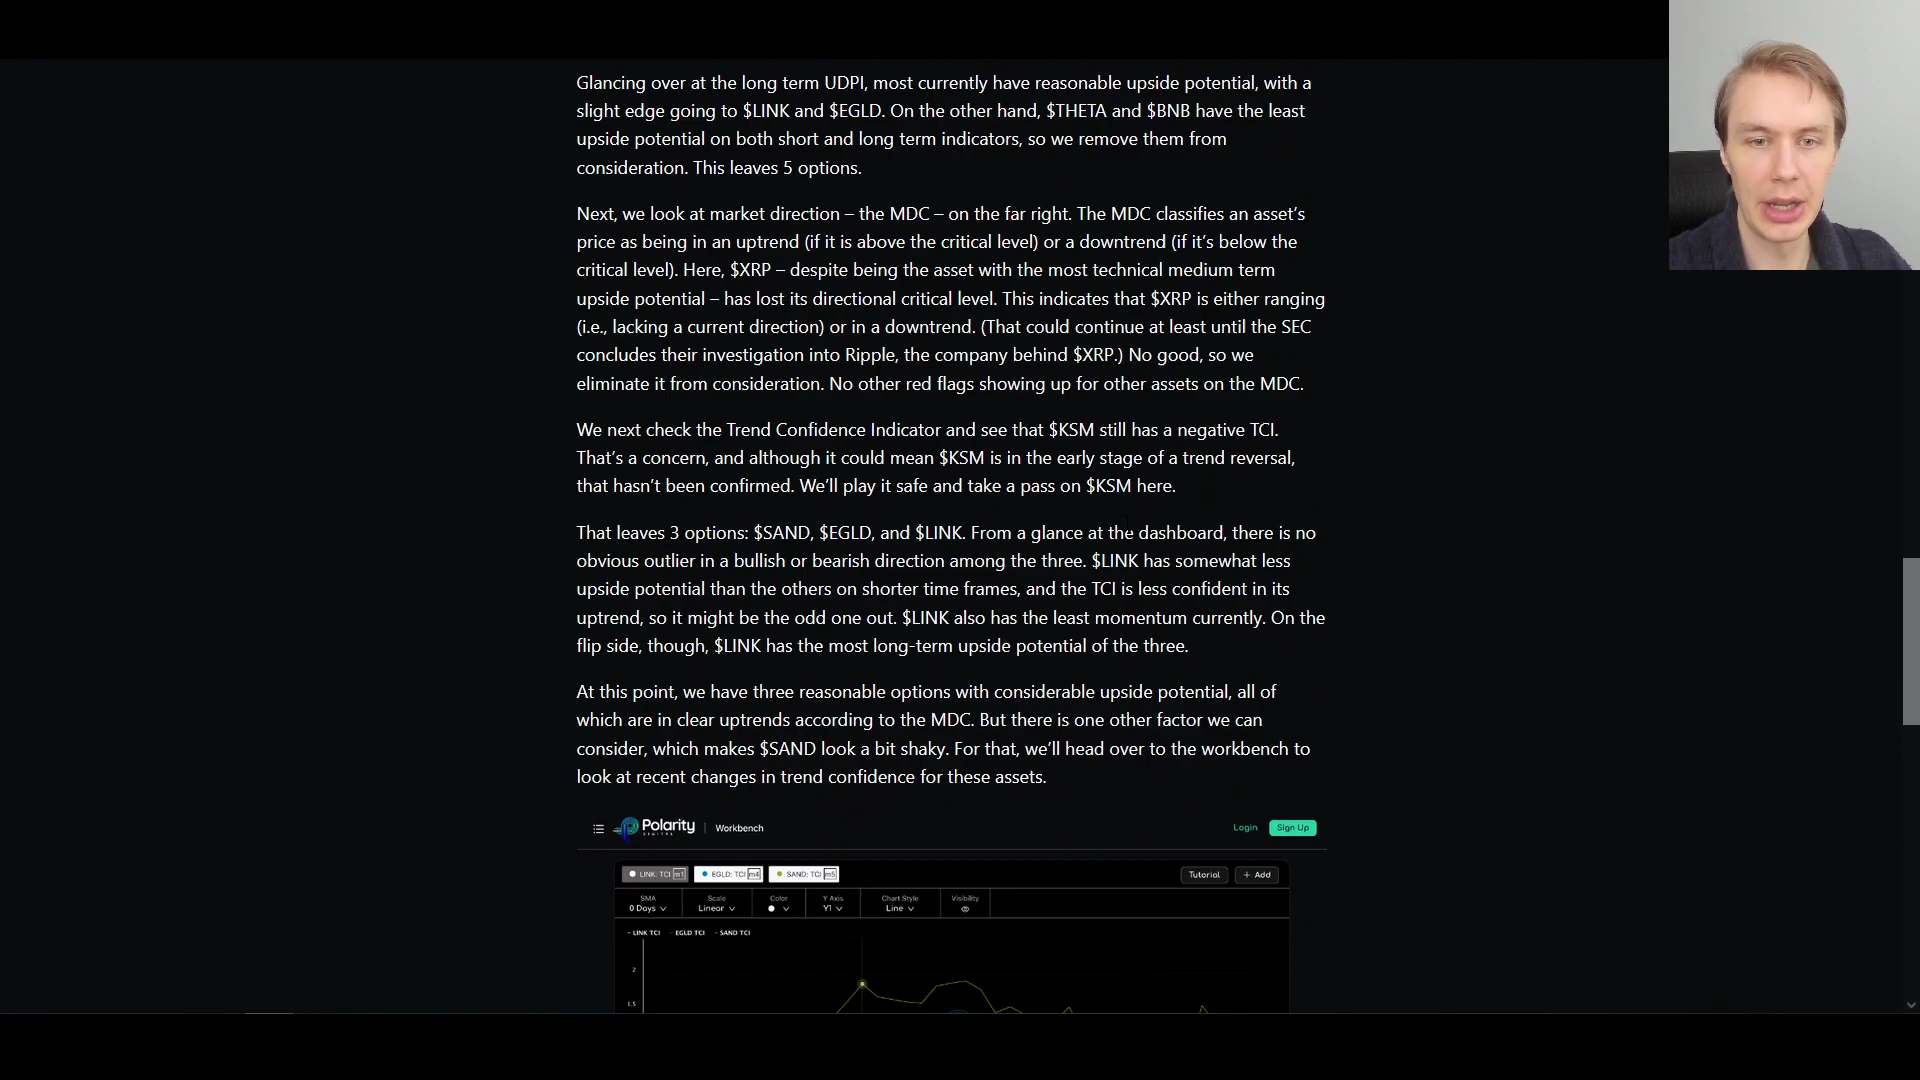 Glancing over at the long term UDPI, most currently have reasonable upside potential, with a
slight edge going to $LINK and $EGLD. On the other hand, $THETA and $BNB have the least
upside potential on both short and long term indicators, so we remove them from
consideration. This leaves 5 options.
Next, we look at market direction – the MDC – on the far right. The MDC classifies an asset’s
price as being in an uptrend (if it is above the critical level) or a downtrend (if it’s below the
critical level). Here, $XRP – despite being the asset with the most technical medium term
upside potential – has lost its directional critical level. This indicates that $XRP is either ranging
(i.e., lacking a current direction) or in a downtrend. (That could continue at least until the SEC
concludes their investigation into Ripple, the company behind $XRP.) No good, so we
eliminate it from consideration. No other red flags showing up for other assets on the MDC.
We next check the Trend Confidence Indicator and see that $KSM still has a negative TCI.
That’s a concern, and although it could mean $KSM is in the early stage of a trend reversal,
that hasn’t been confirmed. We’ll play it safe and take a pass on $KSM here.
That leaves 3 options: $SAND, $EGLD, and $LINK. From a glance at the dashboard, there is no
obvious outlier in a bullish or bearish direction among the three. $LINK has somewhat less
upside potential than the others on shorter time frames, and the TCI is less confident in its
uptrend, so it might be the odd one out. $LINK also has the least momentum currently. On the
flip side, though, $LINK has the most long-term upside potential of the three.
At this point, we have three reasonable options with considerable upside potential, all of
which are in clear uptrends according to the MDC. But there is one other factor we can
consider, which makes $SAND look a bit shaky. For that, we’ll head over to the workbench to
look at recent changes in trend confidence for these assets.
Polarity DIGITAL | Workbench Login Sign Up
LINK: TCI m1 EGLD: TCI m4 SAND: TCI m5 Tutorial + Add
SMA Scale Color Y Axis Chart Style Visibility
0 Days Linear Y1 Line
LINK TCI EGLD TCI SAND TCI
2
1.5